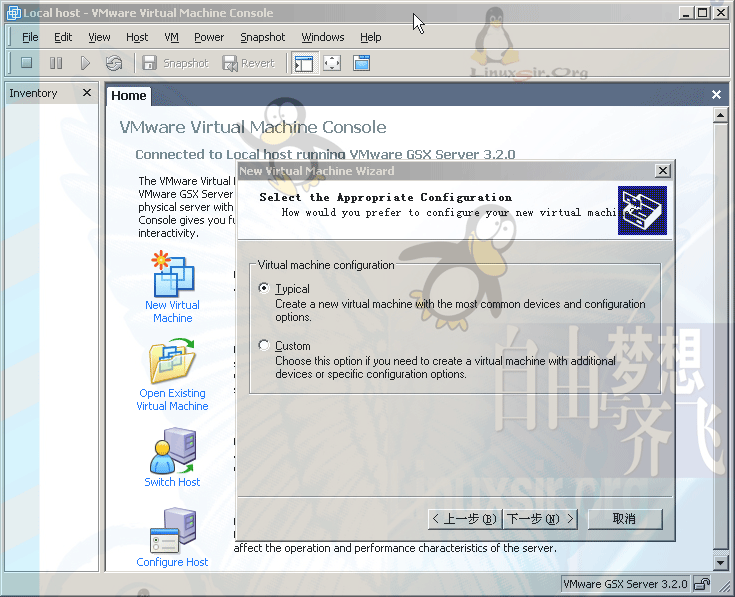 Local host - VMware Virtual Machine Console
File Edit View Host VM Power Snapshot Windows Help
Snapshot Revert
LinuxSir.Org
Inventory
Home
VMware Virtual Machine Console
Connected to Local host running VMware GSX Server 3.2.0
The VMware Virtual
VMware GSX Server
physical server with
Console gives you fu
interactivity.
New Virtual
Machine
Open Existing
Virtual Machine
Switch Host
Configure Host
New Virtual Machine Wizard
Select the Appropriate Configuration
How would you prefer to configure your new virtual machine
Virtual machine configuration
Typical
Create a new virtual machine with the most common devices and configuration
options.
Custom
Choose this option if you need to create a virtual machine with additional
devices or specific configuration options.
自由与梦想齐飞
Linuxsir.org
< 上一步(B) 下一步(N) > 取消
affect the operation and performance characteristics of the server.
VMware GSX Server 3.2.0